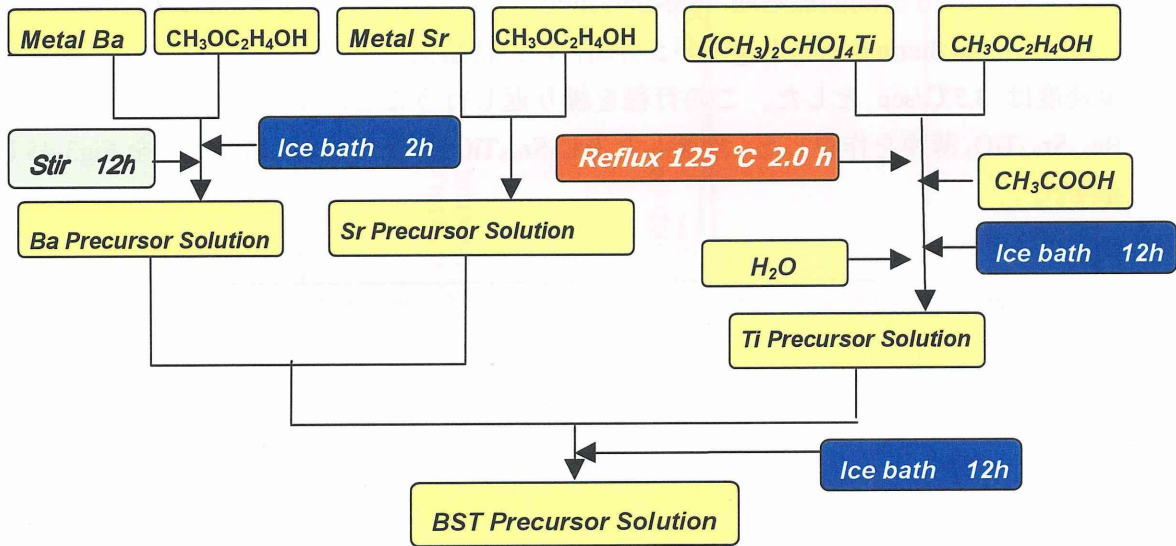 Metal Ba
CH3OC2H4OH
Metal Sr
CH3OC2H4OH
[(CH3)2CHO]4Ti
CH3OC2H4OH
Stir 12h
Ice bath 2h
Reflux 125 ℃ 2.0 h
CH3COOH
Ba Precursor Solution
Sr Precursor Solution
H2O
Ice bath 12h
Ti Precursor Solution
Ice bath 12h
BST Precursor Solution